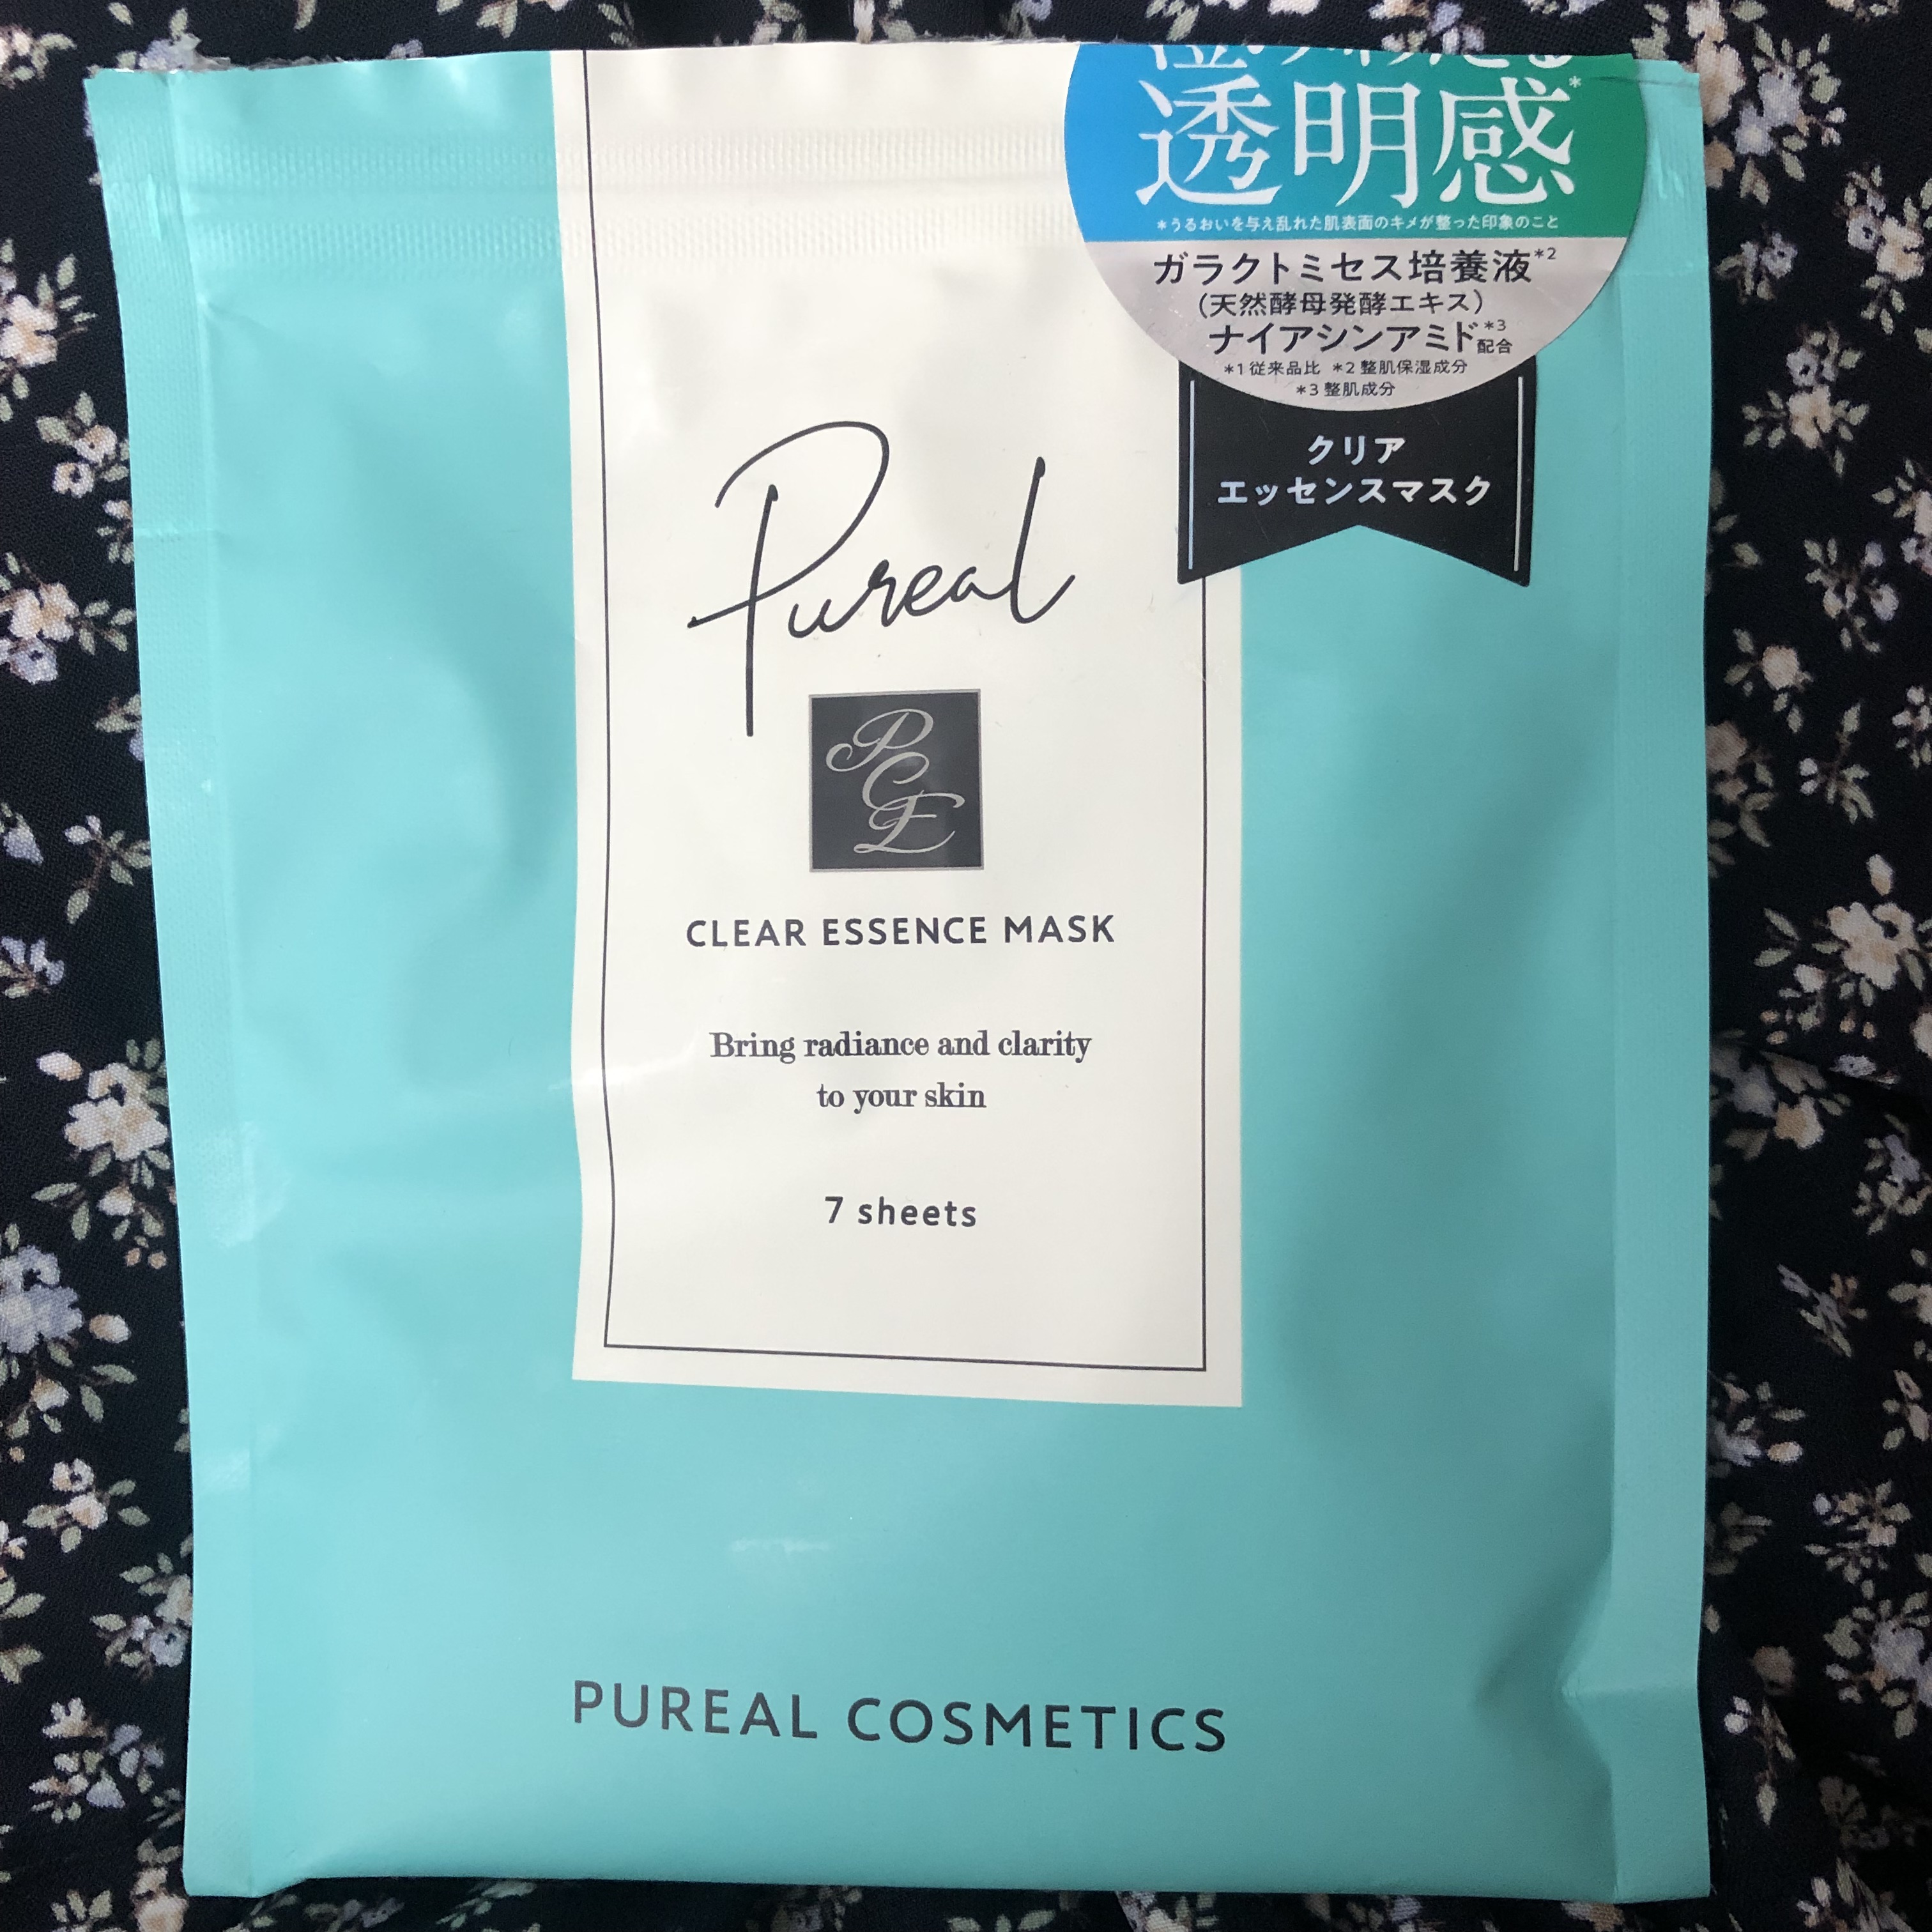 透明感*
*うるおいを与え乱れた肌表面のキメが整った印象のこと
ガラクトミセス培養液*2
(天然酵母発酵エキス)
ナイアシンアミド*3配合
*1従来品比 *2整肌保湿成分
*3整肌成分
クリア
エッセンスマスク
Pureal
PCE
CLEAR ESSENCE MASK
Bring radiance and clarity
to your skin
7 sheets
PUREAL COSMETICS